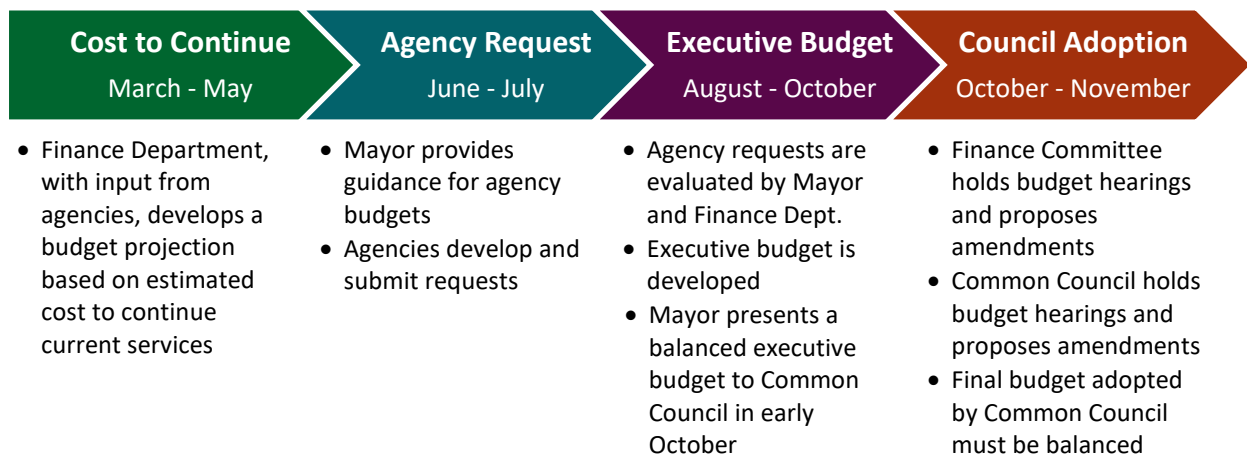 Cost to Continue
March - May
• Finance Department,
with input from
agencies, develops a
budget projection
based on estimated
cost to continue
current services
Agency Request
June - July
• Mayor provides
guidance for agency
budgets
• Agencies develop and
submit requests
Executive Budget
August - October
• Agency requests are
evaluated by Mayor
and Finance Dept.
• Executive budget is
developed
• Mayor presents a
balanced executive
budget to Common
Council in early
October
Council Adoption
October - November
• Finance Committee
holds budget hearings
and proposes
amendments
• Common Council holds
budget hearings and
proposes amendments
• Final budget adopted
by Common Council
must be balanced